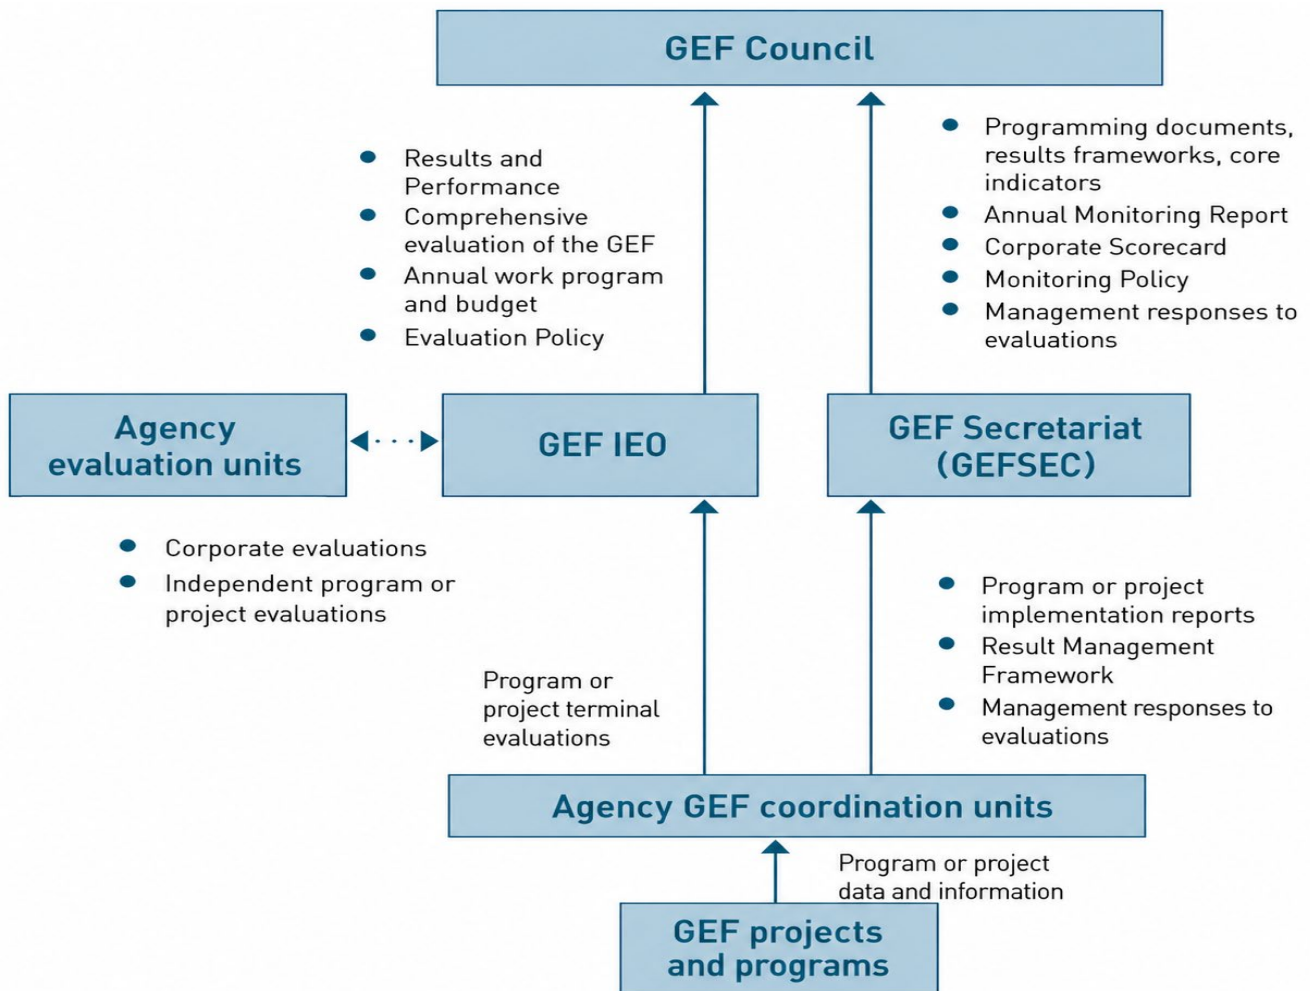 GEF Council
Results and
Performance
Comprehensive
evaluation of the GEF
Annual work program
and budget
Evaluation Policy
Programming documents,
results frameworks, core
indicators
Annual Monitoring Report
Corporate Scorecard
Monitoring Policy
Management responses to
evaluations
Agency
evaluation units
GEF IEO
GEF Secretariat
(GEFSEC)
Corporate evaluations
Independent program or
project evaluations
Program or
project terminal
evaluations
Program or project
implementation reports
Result Management
Framework
Management responses to
evaluations
Agency GEF coordination units
Program or project
data and information
GEF projects
and programs